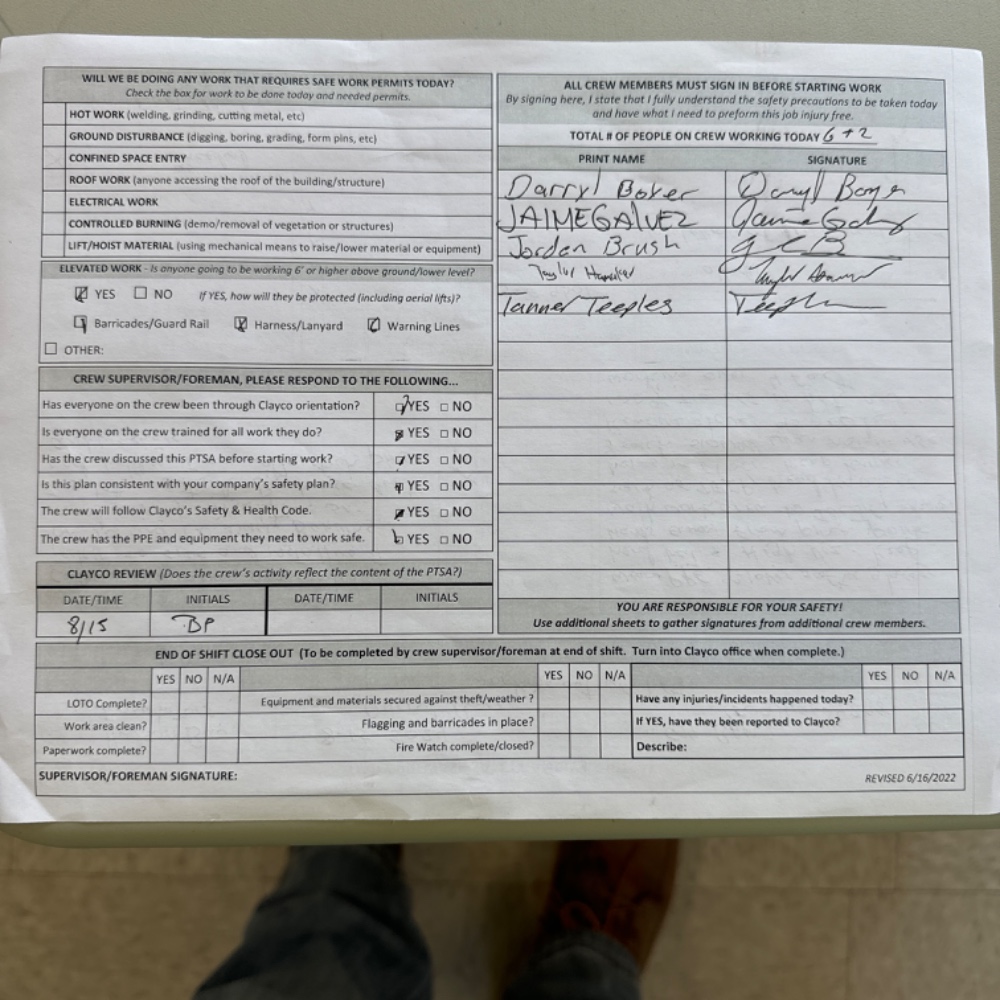 WILL WE BE DOING ANY WORK THAT REQUIRES SAFE WORK PERMITS TODAY?
Check the box for work to be done today and needed permits.
HOT WORK (welding, grinding, cutting metal, etc)
GROUND DISTURBANCE (digging, boring, grading, form pins, etc)
CONFINED SPACE ENTRY
ROOF WORK (anyone accessing the roof of the building/structure)
ELECTRICAL WORK
CONTROLLED BURNING (demo/removal of vegetation or structures)
LIFT/HOIST MATERIAL (using mechanical means to raise/lower material or equipment)
ELEVATED WORK - Is anyone going to be working 6' or higher above ground/lower level?
YES NO If YES, how will they be protected (including aerial lifts)?
Barricades/Guard Rail Harness/Lanyard Warning Lines
OTHER:
CREW SUPERVISOR/FOREMAN, PLEASE RESPOND TO THE FOLLOWING...
Has everyone on the crew been through Clayco orientation? YES NO
Is everyone on the crew trained for all work they do? YES NO
Has the crew discussed this PTSA before starting work? YES NO
Is this plan consistent with your company's safety plan? YES NO
The crew will follow Clayco's Safety & Health Code. YES NO
The crew has the PPE and equipment they need to work safe. YES NO
CLAYCO REVIEW (Does the crew's activity reflect the content of the PTSA?)
DATE/TIME INITIALS DATE/TIME INITIALS
8/15 BP
ALL CREW MEMBERS MUST SIGN IN BEFORE STARTING WORK
By signing here, I state that I fully understand the safety precautions to be taken today
and have what I need to preform this job injury free.
TOTAL # OF PEOPLE ON CREW WORKING TODAY 6 + 2
PRINT NAME SIGNATURE
Darryl Boyer
JAIME GALVEZ
Jordan Brush
Taylor
Tanner Teeples
YOU ARE RESPONSIBLE FOR YOUR SAFETY!
Use additional sheets to gather signatures from additional crew members.
END OF SHIFT CLOSE OUT (To be completed by crew supervisor/foreman at end of shift. Turn into Clayco office when complete.)
YES NO N/A YES NO N/A YES NO N/A
LOTO Complete? Equipment and materials secured against theft/weather ? Have any injuries/incidents happened today?
Work area clean? Flagging and barricades in place? If YES, have they been reported to Clayco?
Paperwork complete? Fire Watch complete/closed? Describe:
SUPERVISOR/FOREMAN SIGNATURE: REVISED 6/16/2022